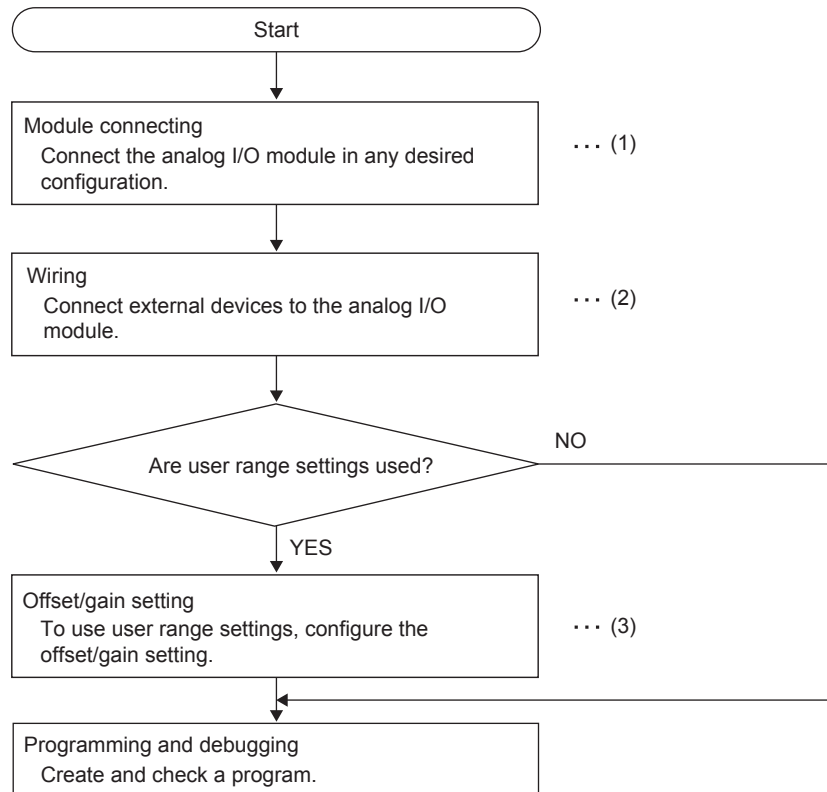 Start
Module connecting
Connect the analog I/O module in any desired
configuration.
... (1)
Wiring
Connect external devices to the analog I/O
module.
... (2)
Are user range settings used?
NO
YES
Offset/gain setting
To use user range settings, configure the
offset/gain setting.
... (3)
Programming and debugging
Create and check a program.